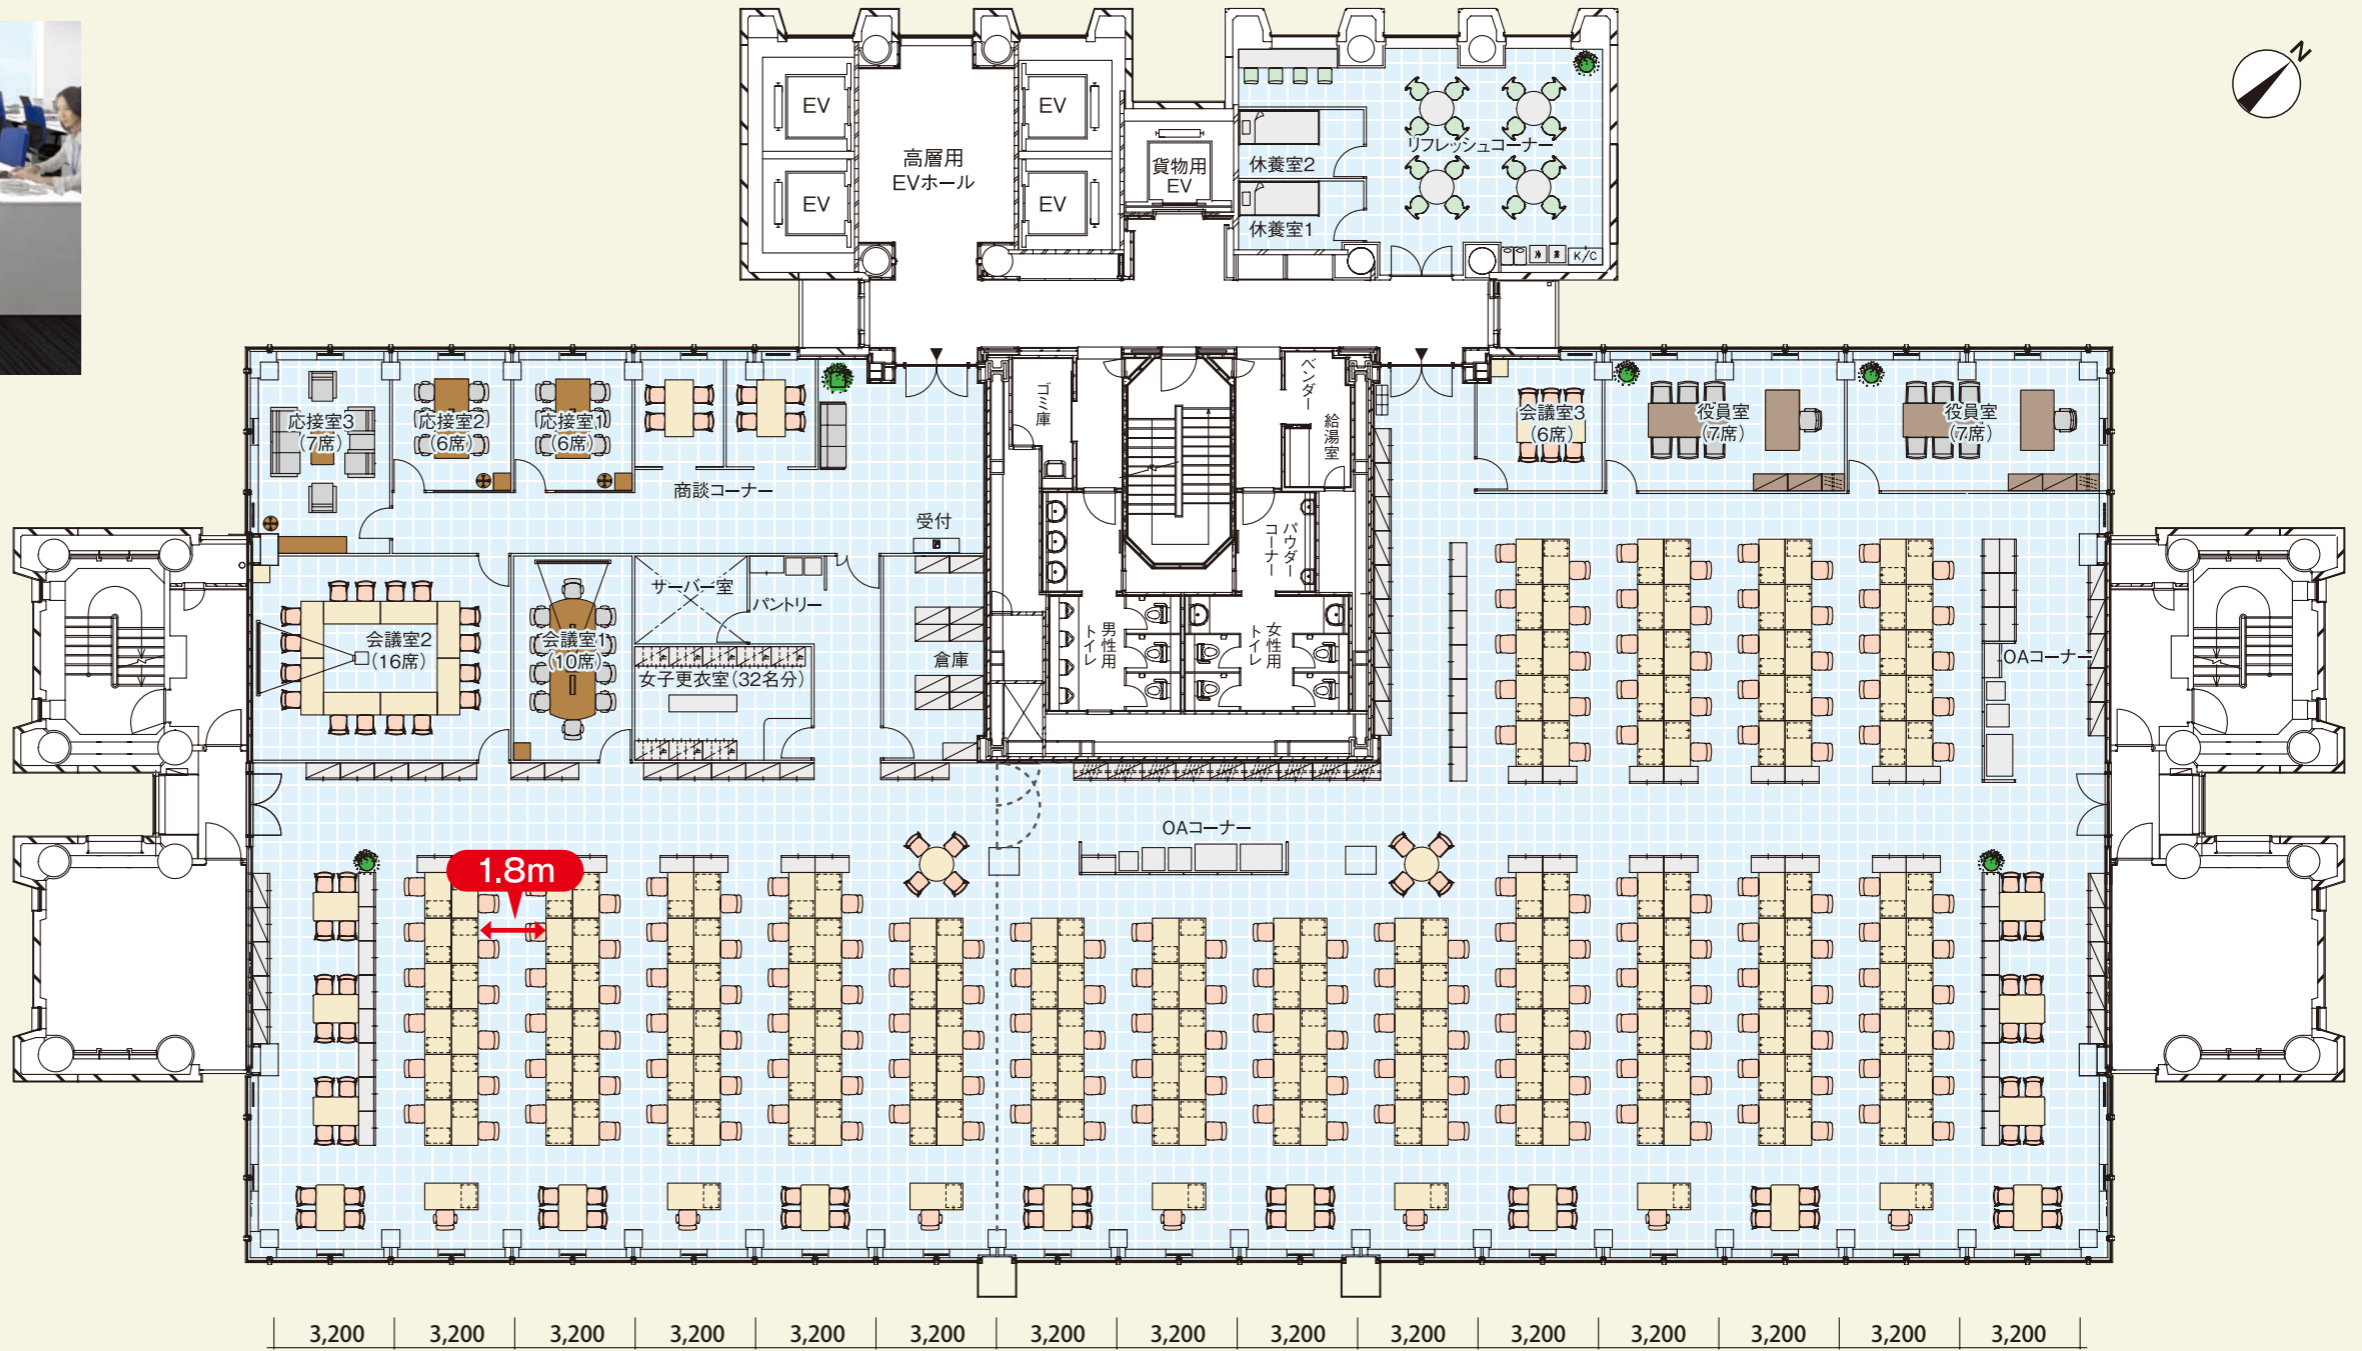 N
EV
EV
EV
EV
高層用
EVホール
貨物用
EV
休養室2
休養室1
リフレッシュコーナー
K/C
応接室3
(7席)
応接室2
(6席)
応接室1
(6席)
商談コーナー
受付
ゴミ庫
ベンダー
給湯室
パウダー
コーナー
男性用
トイレ
女性用
トイレ
会議室3
(6席)
役員室
(7席)
役員室
(7席)
会議室2
(16席)
会議室1
(10席)
サーバー室
パントリー
女子更衣室(32名分)
倉庫
OAコーナー
OAコーナー
1.8m
3,200 3,200 3,200 3,200 3,200 3,200 3,200 3,200 3,200 3,200 3,200 3,200 3,200 3,200 3,200